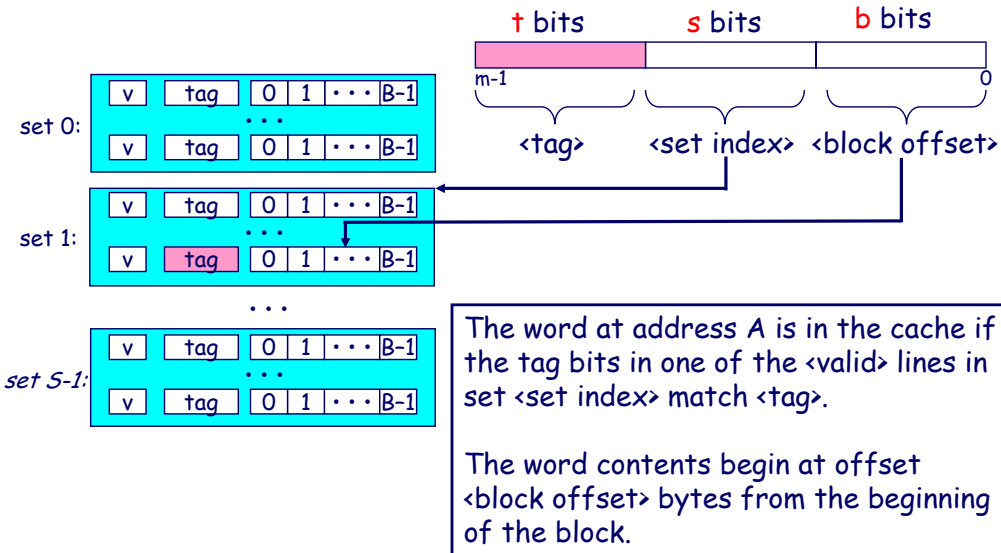 t bits s bits b bits
m-1 0
<tag> <set index> <block offset>
set 0:
v tag 0 1 • • • B-1
• • •
v tag 0 1 • • • B-1
set 1:
v tag 0 1 • • • B-1
• • •
v tag 0 1 • • • B-1
• • •
set S-1:
v tag 0 1 • • • B-1
• • •
v tag 0 1 • • • B-1
The word at address A is in the cache if
the tag bits in one of the <valid> lines in
set <set index> match <tag>.
The word contents begin at offset
<block offset> bytes from the beginning
of the block.